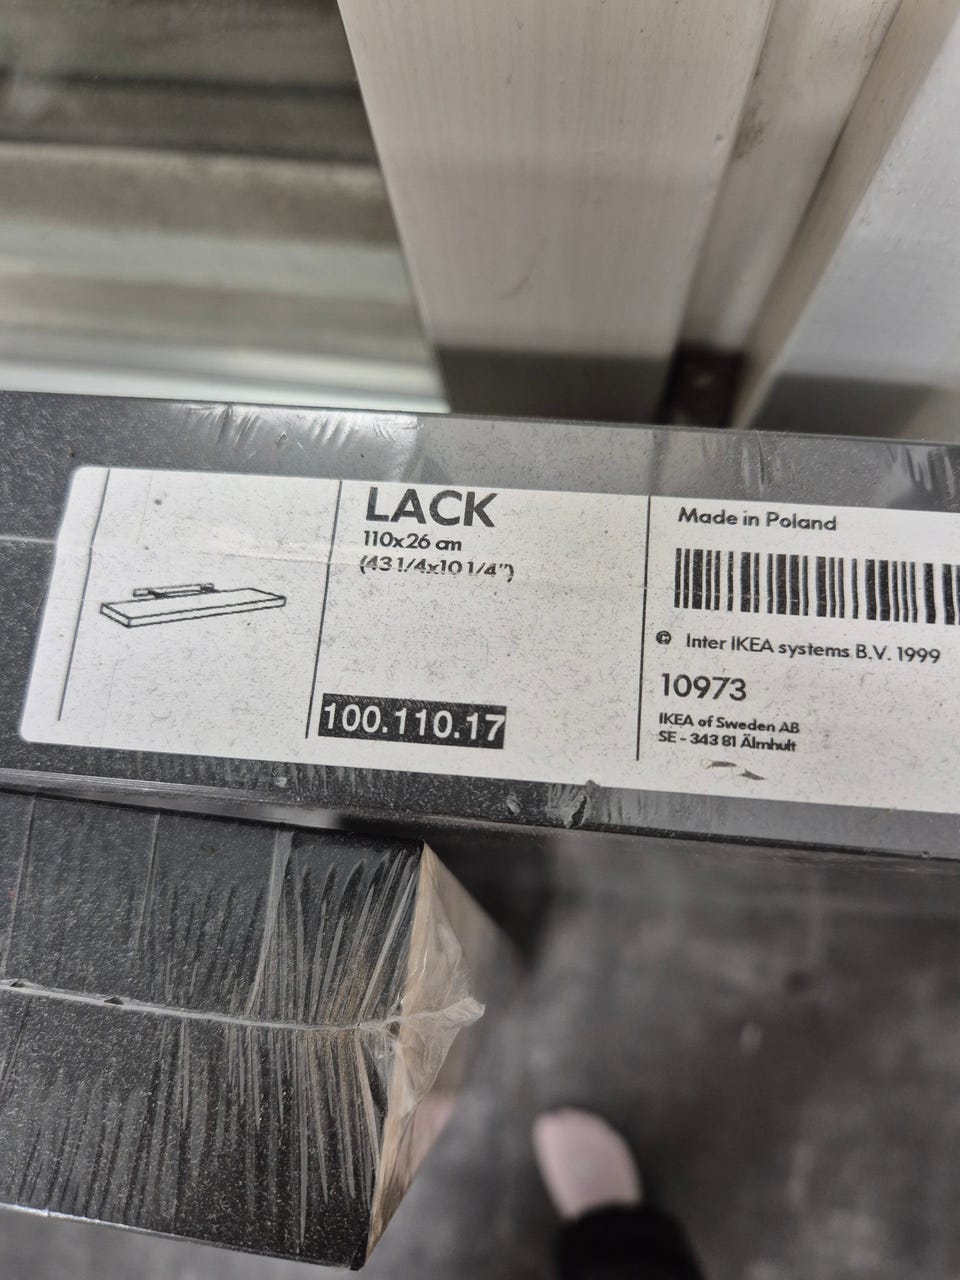 LACK
110x26 cm
(43 1/4x10 1/4")
100.110.17
Made in Poland
© Inter IKEA systems B.V. 1999
10973
IKEA of Sweden AB
SE - 343 81 Älmhult